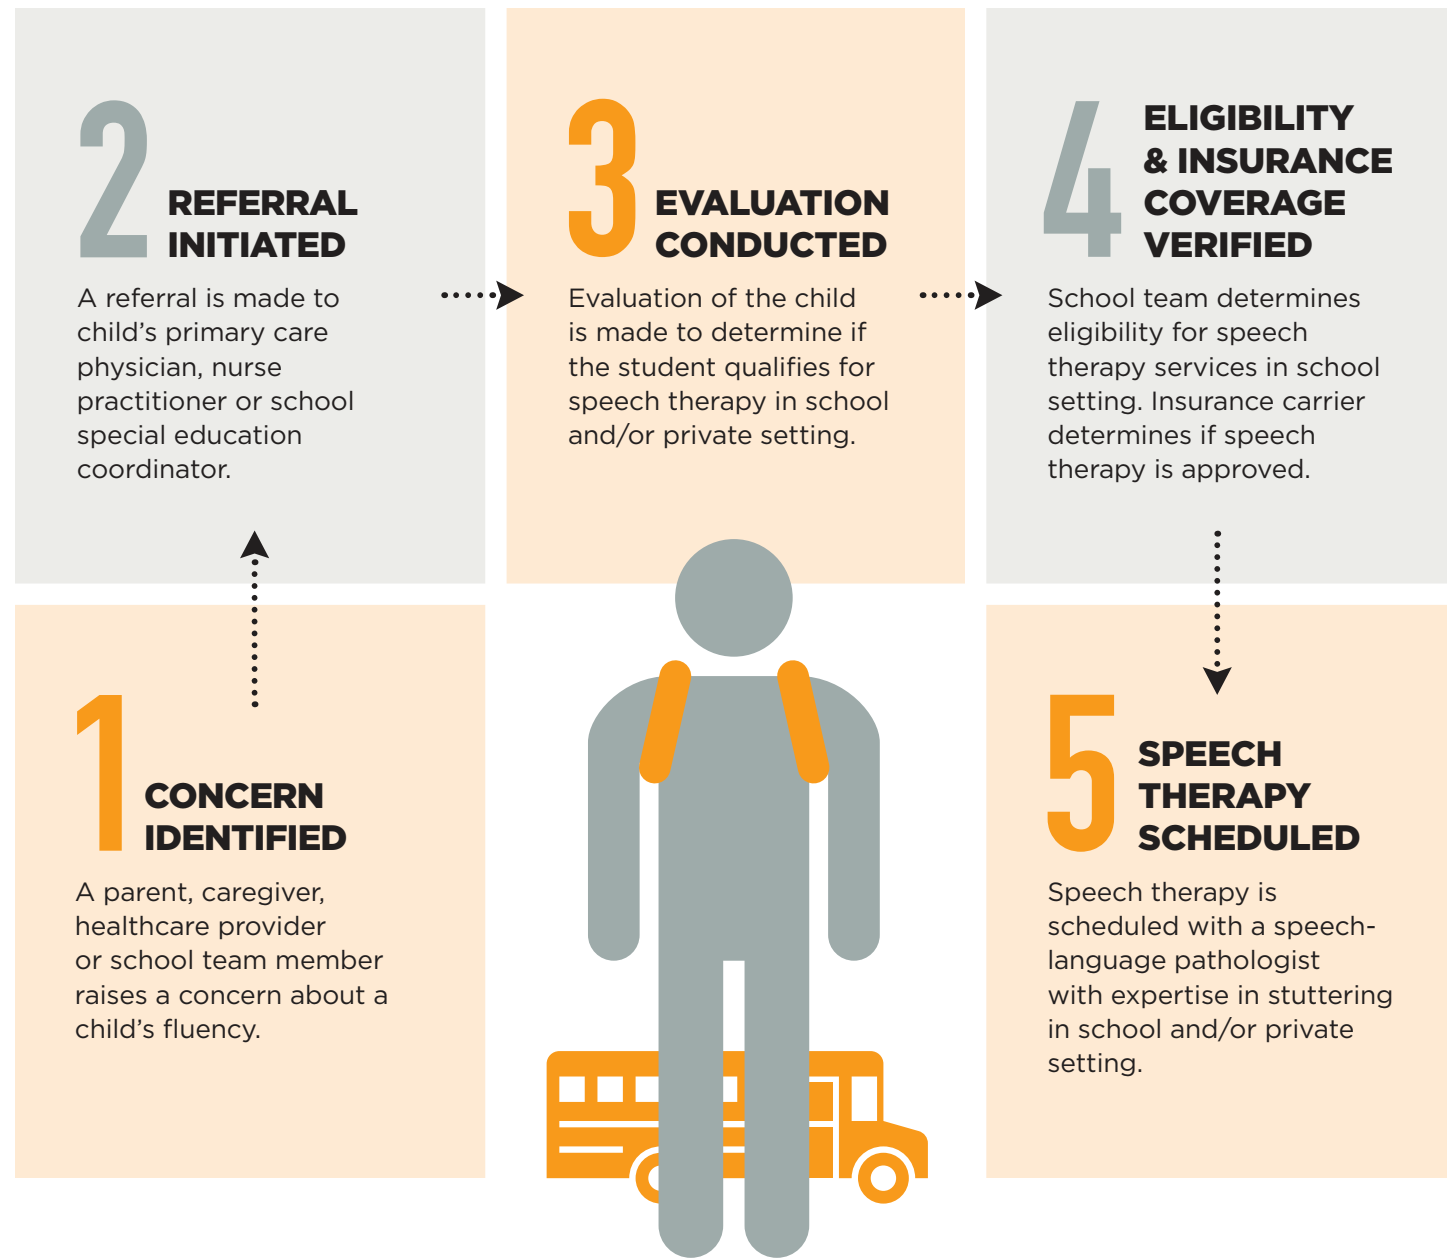 1
CONCERN
IDENTIFIED
A parent, caregiver,
healthcare provider
or school team member
raises a concern about a
child’s fluency.
2
REFERRAL
INITIATED
A referral is made to
child’s primary care
physician, nurse
practitioner or school
special education
coordinator.
3
EVALUATION
CONDUCTED
Evaluation of the child
is made to determine if
the student qualifies for
speech therapy in school
and/or private setting.
4
ELIGIBILITY
& INSURANCE
COVERAGE
VERIFIED
School team determines
eligibility for speech
therapy services in school
setting. Insurance carrier
determines if speech
therapy is approved.
5
SPEECH
THERAPY
SCHEDULED
Speech therapy is
scheduled with a speech-
language pathologist
with expertise in stuttering
in school and/or private
setting.